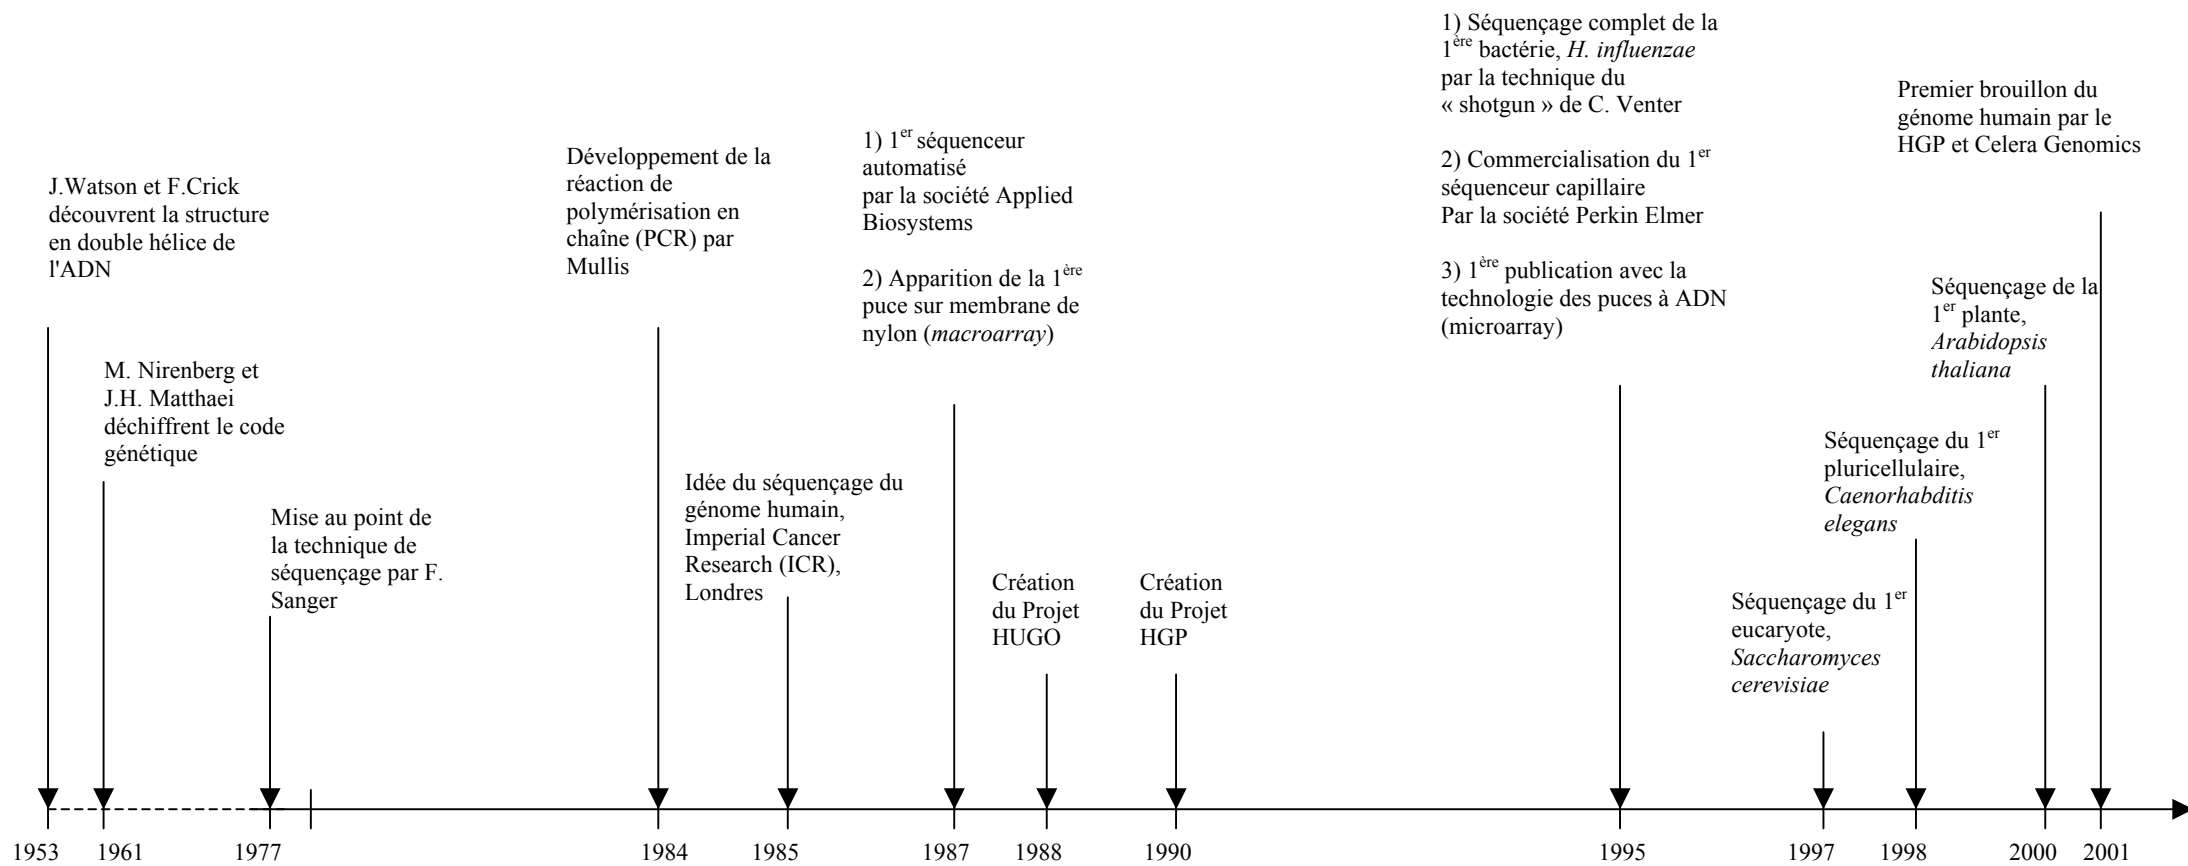 J.Watson et F.Crick
découvrent la structure
en double hélice de
l'ADN
M. Nirenberg et
J.H. Matthaei
déchiffrent le code
génétique
Mise au point de
la technique de
séquençage par F.
Sanger
Développement de la
réaction de
polymérisation en
chaîne (PCR) par
Mullis
Idée du séquençage du
génome humain,
Imperial Cancer
Research (ICR),
Londres
1) 1er séquenceur
automatisé
par la société Applied
Biosystems
2) Apparition de la 1ère
puce sur membrane de
nylon (macroarray)
Création
du Projet
HUGO
Création
du Projet
HGP
1) Séquençage complet de la
1ère bactérie, H. influenzae
par la technique du
« shotgun » de C. Venter
2) Commercialisation du 1er
séquenceur capillaire
Par la société Perkin Elmer
3) 1ère publication avec la
technologie des puces à ADN
(microarray)
Séquençage du 1er
eucaryote,
Saccharomyces
cerevisiae
Séquençage du 1er
pluricellulaire,
Caenorhabditis
elegans
Séquençage de la
1er plante,
Arabidopsis
thaliana
Premier brouillon du
génome humain par le
HGP et Celera Genomics
1953 1961 1977 1984 1985 1987 1988 1990 1995 1997 1998 2000 2001